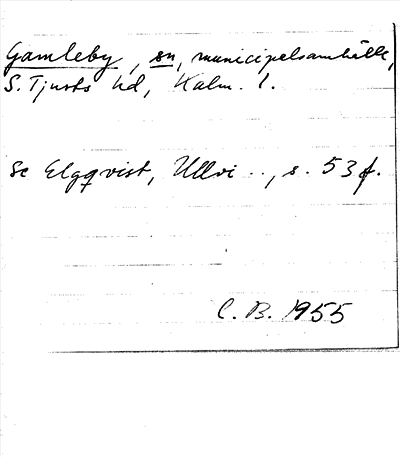 Gamleby, sn, municipalsamhälle,
S. Tjusts hd, Kalm. l.
Se Elgqvist, Ullvi .., s. 53 f.
C. B. 1955